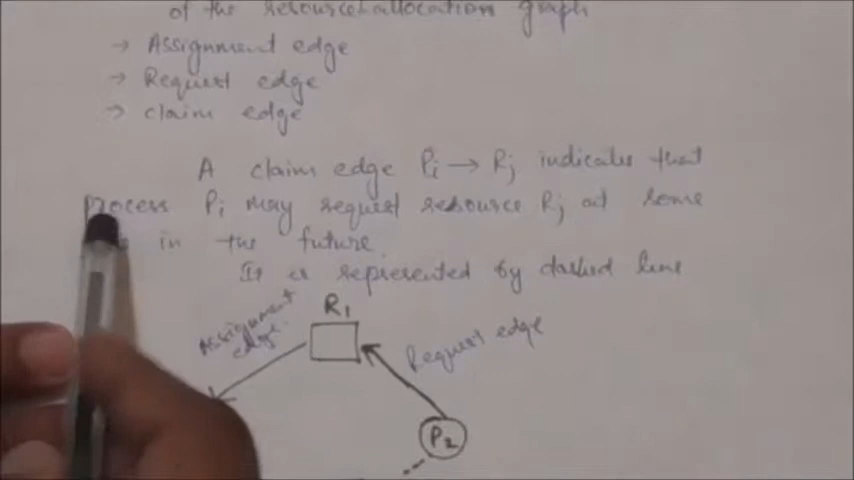 of the resource allocation graph
→ Assignment edge
→ Request edge
→ claim edge
A claim edge Pi → Rj indicates that
process Pi may request resource Rj at some
in the future.
It is represented by dashed line
Assignment
edge.
R1
Request edge
P2